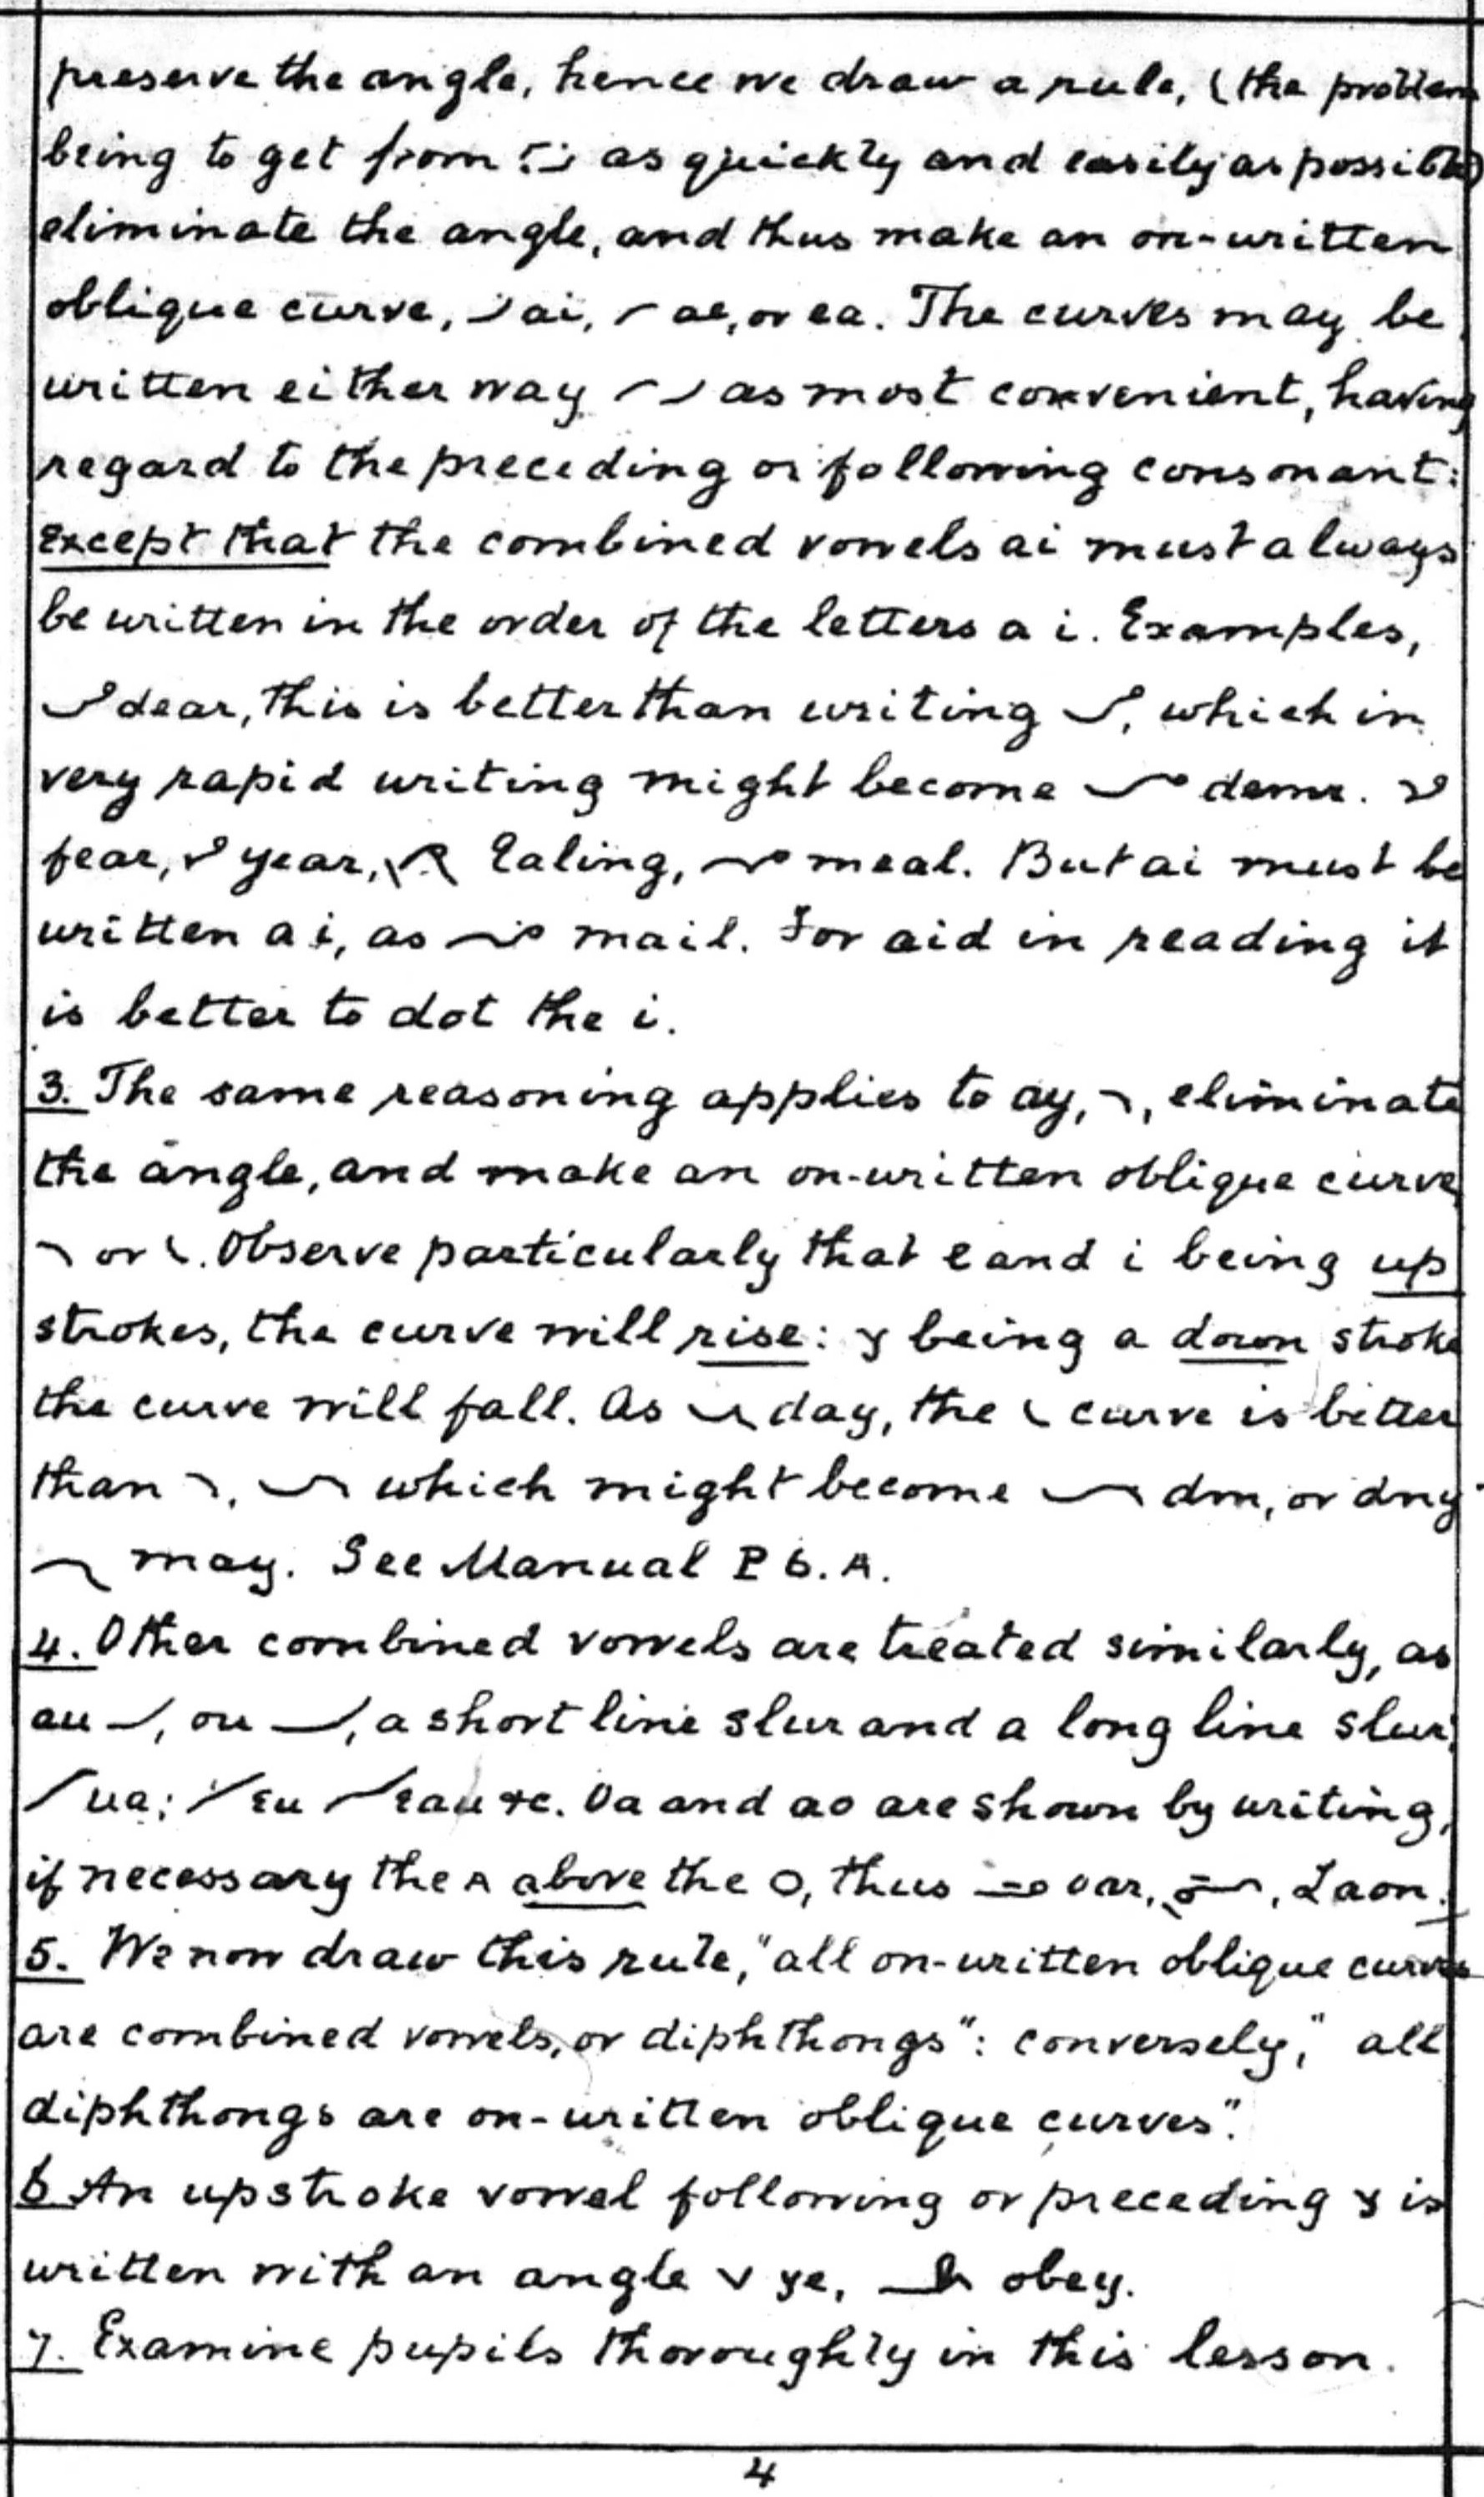 preserve the angle, hence we draw a rule, (the problem
being to get from as quickly and easily as possible)
eliminate the angle, and thus make an on-written
oblique curve, ai, ae, or ea. The curves may be
written either way as most convenient, having
regard to the preceding or following consonant:
Except that the combined vowels ai must always
be written in the order of the letters a i. Examples,
dear, this is better than writing , which in
very rapid writing might become demr.
fear, year, Ealing, meal. But ai must be
written a i, as mail. For aid in reading it
is better to dot the i.
3. The same reasoning applies to ay, , eliminate
the angle, and make an on-written oblique curve
or . Observe particularly that e and i being up
strokes, the curve will rise: y being a down stroke
the curve will fall. As day, the curve is better
than , which might become dm, or dny
may. See Manual P 6. A.
4. Other combined vowels are treated similarly, as
au , ou , a short line slur and a long line slur;
ua; eu eau &c. Oa and ao are shown by writing,
if necessary the A above the O, thus oar, , Laon.
5. We now draw this rule, "all on-written oblique curves
are combined vowels, or diphthongs": conversely, "all
diphthongs are on-written oblique curves".
6 An upstroke vowel following or preceding y is
written with an angle ye, obey.
7. Examine pupils thoroughly in this lesson.
4